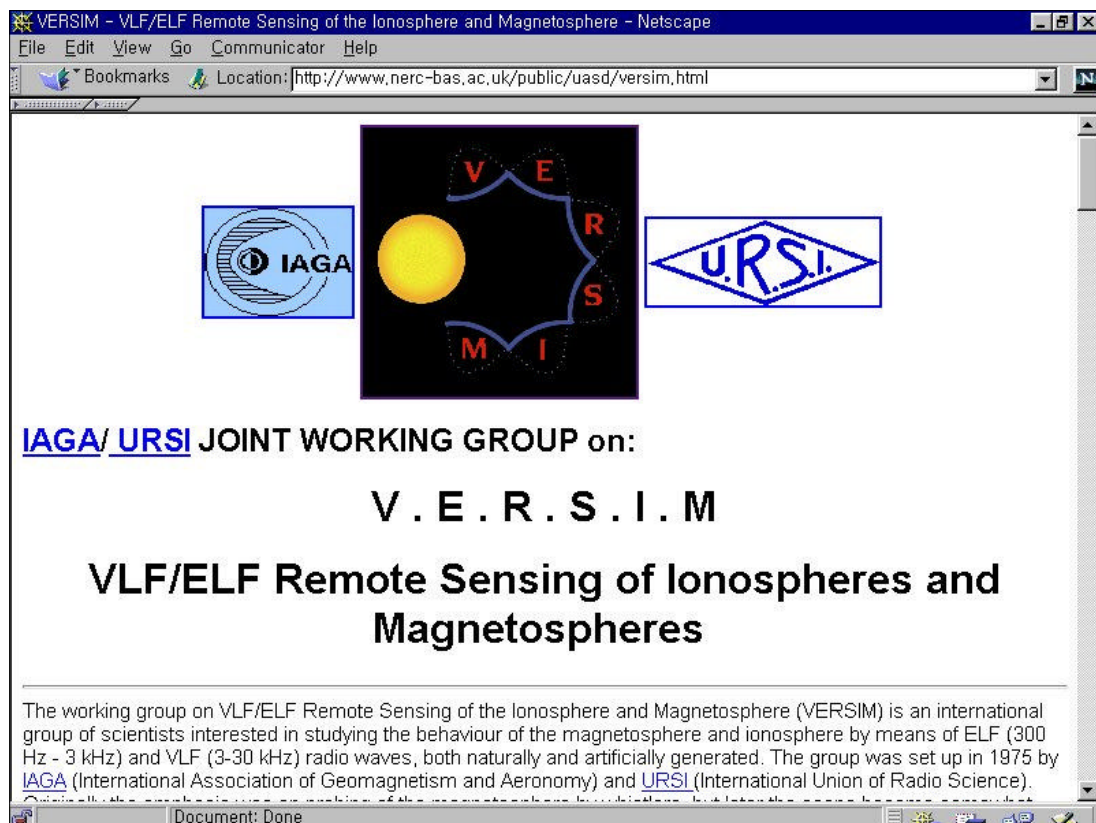 VERSIM - VLF/ELF Remote Sensing of the Ionosphere and Magnetosphere - Netscape
File Edit View Go Communicator Help
Bookmarks Location: http://www.nerc-bas.ac.uk/public/uasd/versim.html N
V E
R
IAGA U.R.S.I.
S
M I
IAGA/ URSI JOINT WORKING GROUP on:
V . E . R . S . I . M
VLF/ELF Remote Sensing of Ionospheres and
Magnetospheres
The working group on VLF/ELF Remote Sensing of the Ionosphere and Magnetosphere (VERSIM) is an international
group of scientists interested in studying the behaviour of the magnetosphere and ionosphere by means of ELF (300
Hz - 3 kHz) and VLF (3-30 kHz) radio waves, both naturally and artificially generated. The group was set up in 1975 by
IAGA (International Association of Geomagnetism and Aeronomy) and URSI (International Union of Radio Science).
Document: Done